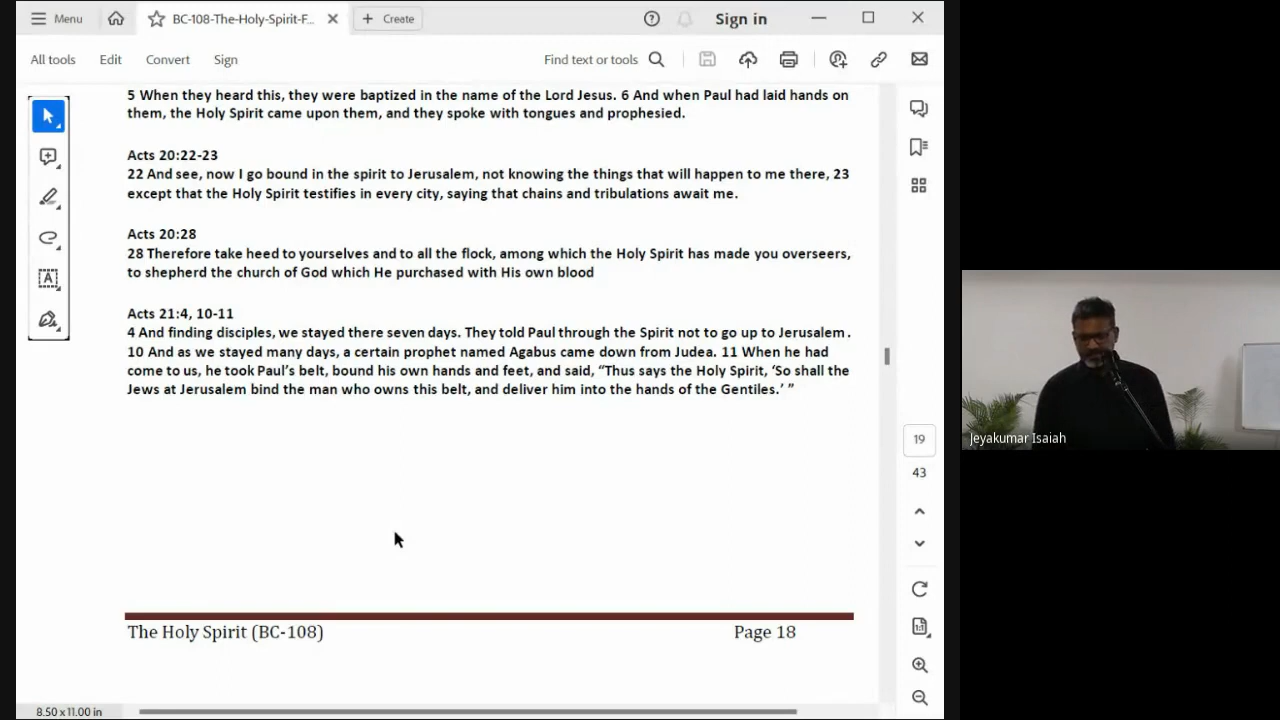 Menu
BC-108-The-Holy-Spirit-F...
Create
Sign in
All tools
Edit
Convert
Sign
Find text or tools
5 When they heard this, they were baptized in the name of the Lord Jesus. 6 And when Paul had laid hands on
them, the Holy Spirit came upon them, and they spoke with tongues and prophesied.
Acts 20:22-23
22 And see, now I go bound in the spirit to Jerusalem, not knowing the things that will happen to me there, 23
except that the Holy Spirit testifies in every city, saying that chains and tribulations await me.
Acts 20:28
28 Therefore take heed to yourselves and to all the flock, among which the Holy Spirit has made you overseers,
to shepherd the church of God which He purchased with His own blood
Acts 21:4, 10-11
4 And finding disciples, we stayed there seven days. They told Paul through the Spirit not to go up to Jerusalem.
10 And as we stayed many days, a certain prophet named Agabus came down from Judea. 11 When he had
come to us, he took Paul’s belt, bound his own hands and feet, and said, “Thus says the Holy Spirit, ‘So shall the
Jews at Jerusalem bind the man who owns this belt, and deliver him into the hands of the Gentiles.’ ”
The Holy Spirit (BC-108)
Page 18
8.50 x 11.00 in
19
43
1:1
Jeyakumar Isaiah